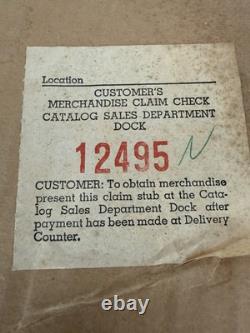 Location
CUSTOMER'S
MERCHANDISE CLAIM CHECK
CATALOG SALES DEPARTMENT
DOCK
12495 N
CUSTOMER: To obtain merchandise
present this claim stub at the Cata-
log Sales Department Dock after
payment has been made at Delivery
Counter.
ebay